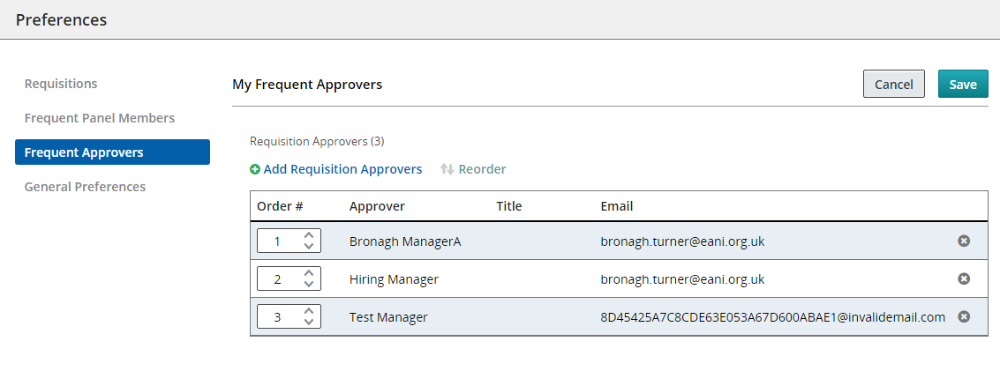 Preferences
Requisitions
Frequent Panel Members
Frequent Approvers
General Preferences
My Frequent Approvers
Cancel
Save
Requisition Approvers (3)
Add Requisition Approvers Reorder
Order # Approver Title Email
1 Bronagh ManagerA bronagh.turner@eani.org.uk
2 Hiring Manager bronagh.turner@eani.org.uk
3 Test Manager 8D45425A7C8CDE63E053A67D600ABAE1@invalidemail.com